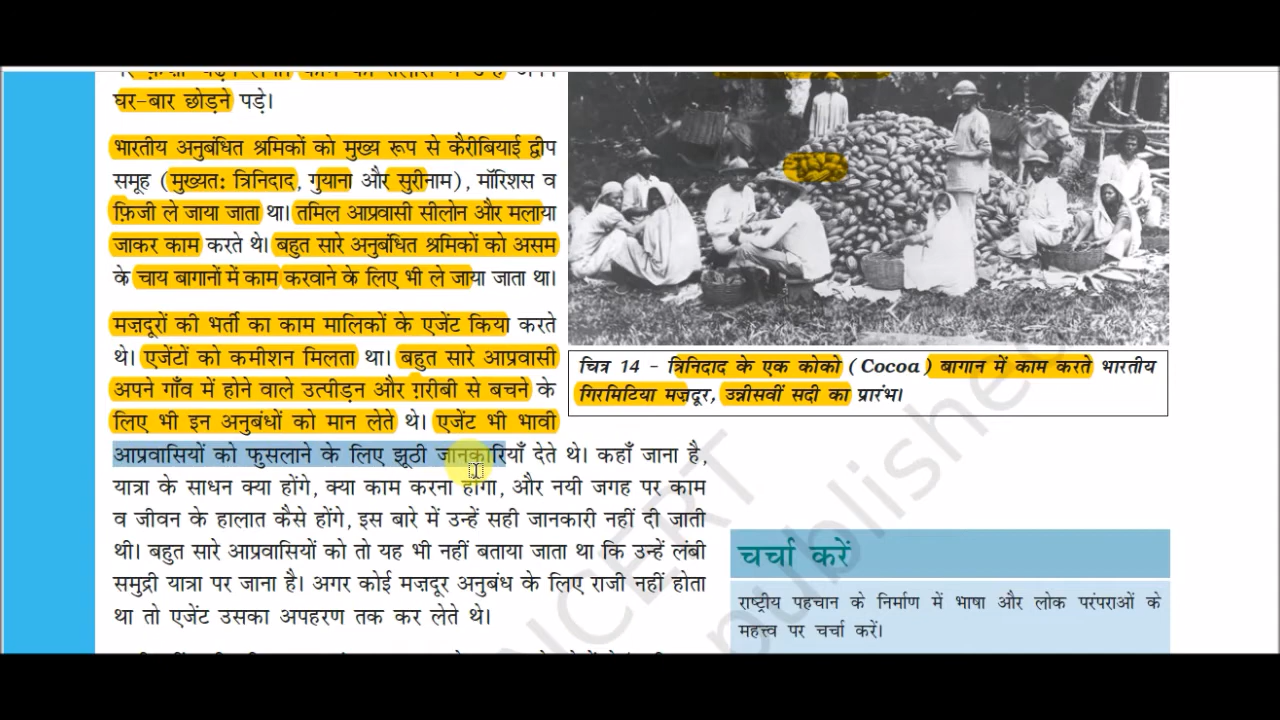 घर-बार छोड़ने पड़े।
भारतीय अनुबंधित श्रमिकों को मुख्य रूप से कैरीबियाई द्वीप
समूह (मुख्यतः त्रिनिदाद, गुयाना और सुरीनाम), मॉरिशस व
फ़िजी ले जाया जाता था। तमिल आप्रवासी सीलोन और मलाया
जाकर काम करते थे। बहुत सारे अनुबंधित श्रमिकों को असम
के चाय बागानों में काम करवाने के लिए भी ले जाया जाता था।
मज़दूरों की भर्ती का काम मालिकों के एजेंट किया करते
थे। एजेंटों को कमीशन मिलता था। बहुत सारे आप्रवासी
अपने गाँव में होने वाले उत्पीड़न और ग़रीबी से बचने के
लिए भी इन अनुबंधों को मान लेते थे। एजेंट भी भावी
आप्रवासियों को फुसलाने के लिए झूठी जानकारियाँ देते थे। कहाँ जाना है,
यात्रा के साधन क्या होंगे, क्या काम करना होगा, और नयी जगह पर काम
व जीवन के हालात कैसे होंगे, इस बारे में उन्हें सही जानकारी नहीं दी जाती
थी। बहुत सारे आप्रवासियों को तो यह भी नहीं बताया जाता था कि उन्हें लंबी
समुद्री यात्रा पर जाना है। अगर कोई मज़दूर अनुबंध के लिए राजी नहीं होता
था तो एजेंट उसका अपहरण तक कर लेते थे।
चित्र 14 – त्रिनिदाद के एक कोको (Cocoa) बागान में काम करते भारतीय
गिरमिटिया मज़दूर, उन्नीसवीं सदी का प्रारंभ।
चर्चा करें
राष्ट्रीय पहचान के निर्माण में भाषा और लोक परंपराओं के
महत्त्व पर चर्चा करें।
NCERT